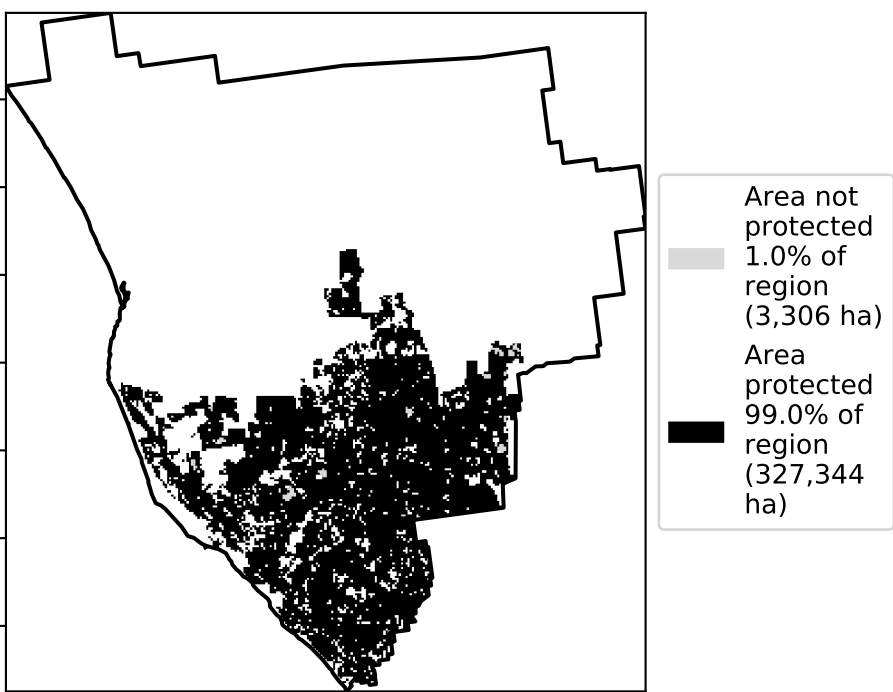 Area not
protected
1.0% of
region
(3,306 ha)
Area
protected
99.0% of
region
(327,344
ha)